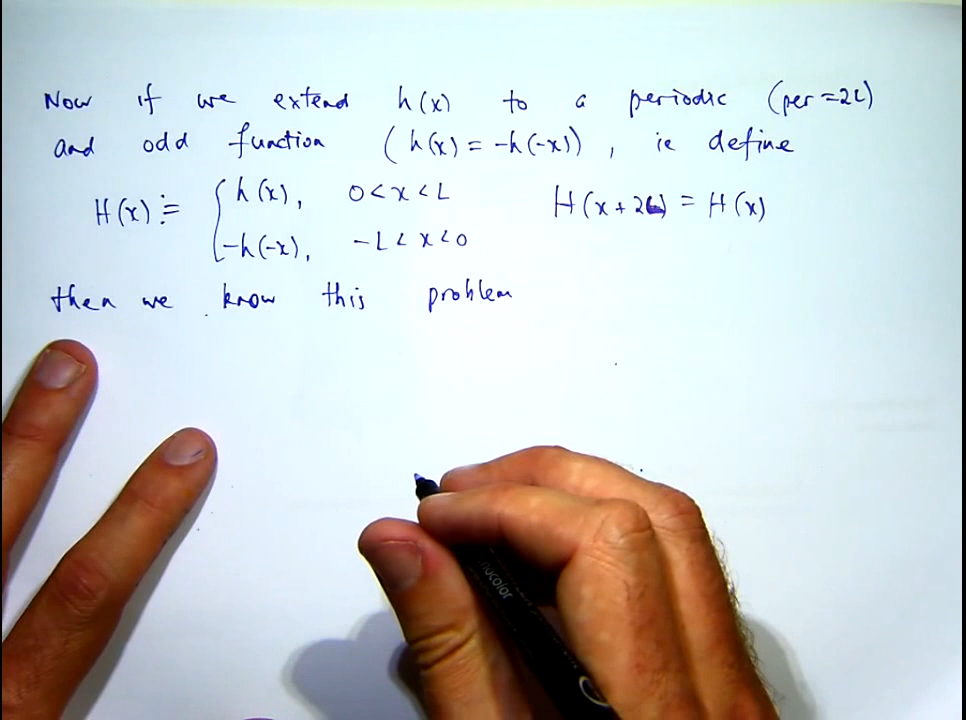 Now if we extend h(x) to a periodic (per=2L)
and odd function (h(x) = -h(-x)), ie define
H(x) ≐ { h(x), 0<x<L H(x+2L) = H(x)
-h(-x), -L<x<0
then we know this problem
nocolor